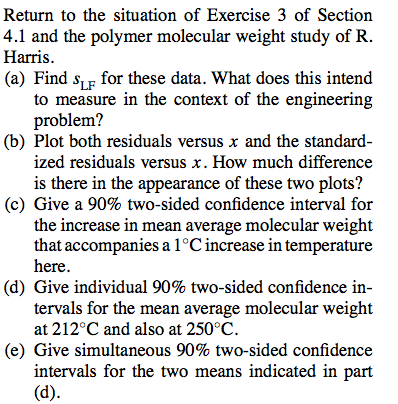 Return to the situation of Exercise 3 of Section
4.1 and the polymer molecular weight study of R.
Harris.
(a) Find s_LF for these data. What does this intend
to measure in the context of the engineering
problem?
(b) Plot both residuals versus x and the standard-
ized residuals versus x. How much difference
is there in the appearance of these two plots?
(c) Give a 90% two-sided confidence interval for
the increase in mean average molecular weight
that accompanies a 1°C increase in temperature
here.
(d) Give individual 90% two-sided confidence in-
tervals for the mean average molecular weight
at 212°C and also at 250°C.
(e) Give simultaneous 90% two-sided confidence
intervals for the two means indicated in part
(d).